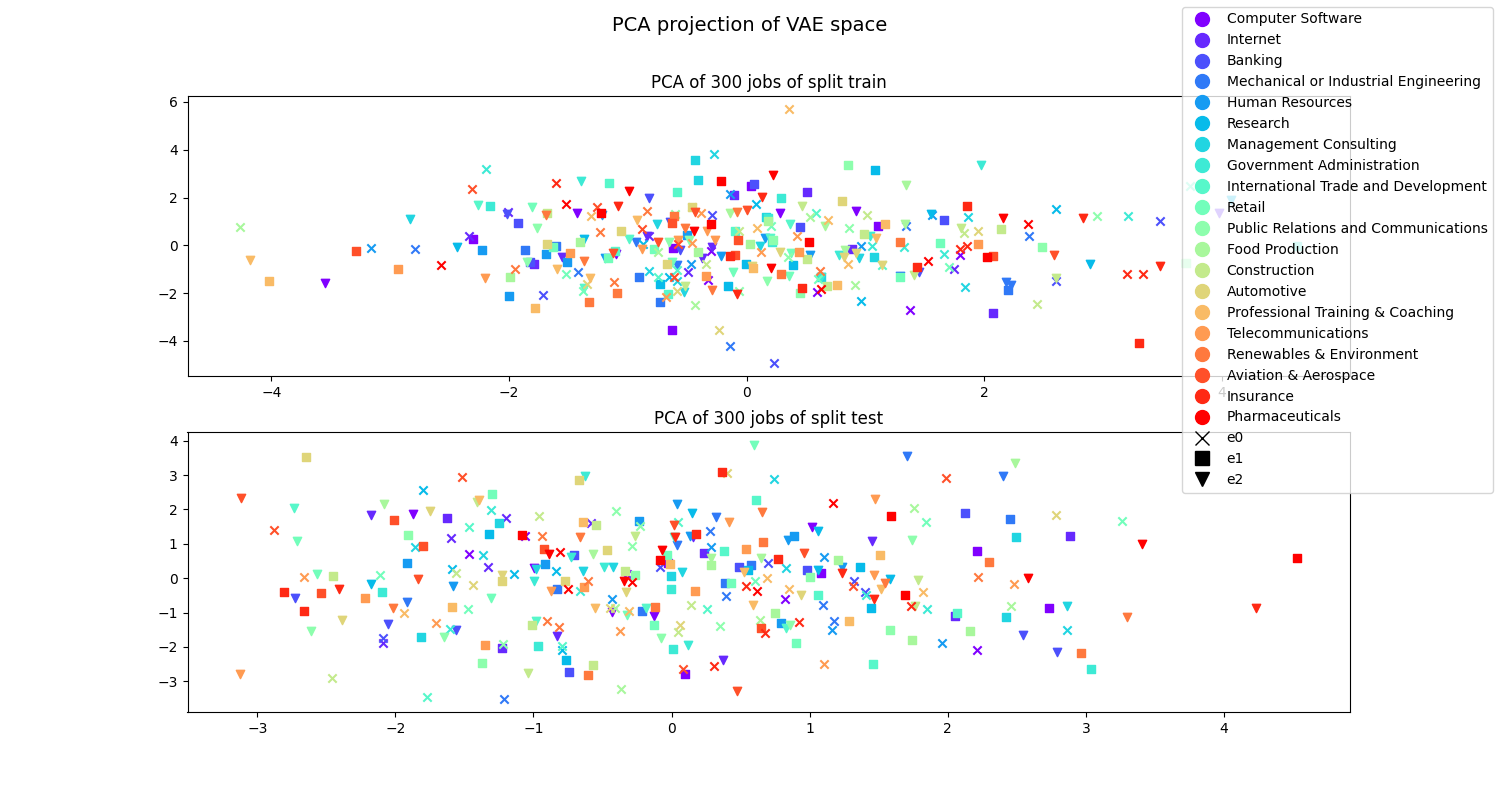 PCA projection of VAE space
PCA of 300 jobs of split train
6
4
2
0
−2
−4
−4
−2
0
2
4
PCA of 300 jobs of split test
4
3
2
1
0
−1
−2
−3
−3
−2
−1
0
1
2
3
4
Computer Software
Internet
Banking
Mechanical or Industrial Engineering
Human Resources
Research
Management Consulting
Government Administration
International Trade and Development
Retail
Public Relations and Communications
Food Production
Construction
Automotive
Professional Training & Coaching
Telecommunications
Renewables & Environment
Aviation & Aerospace
Insurance
Pharmaceuticals
e0
e1
e2